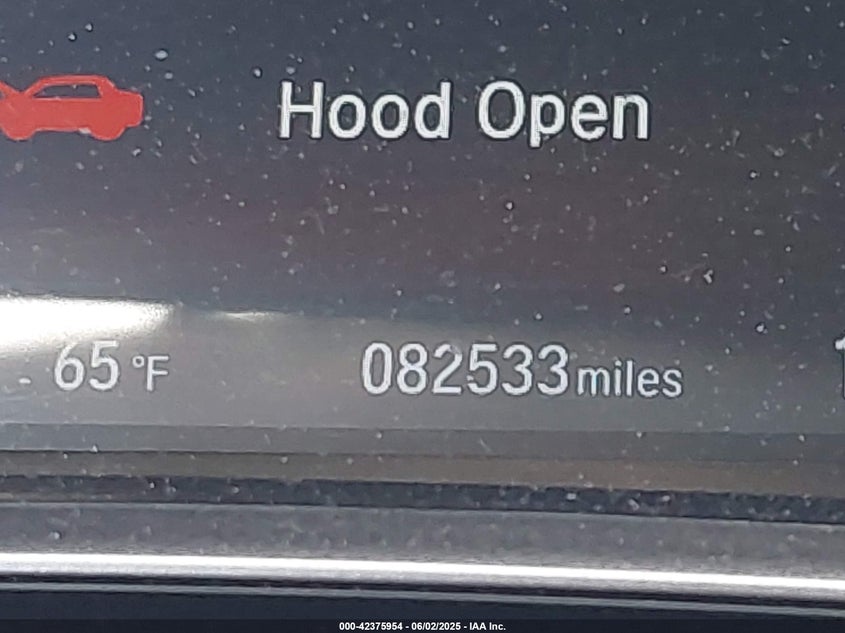 Hood Open
65 °F
082533 miles
000-42375954 - 06/02/2025 - IAA Inc.